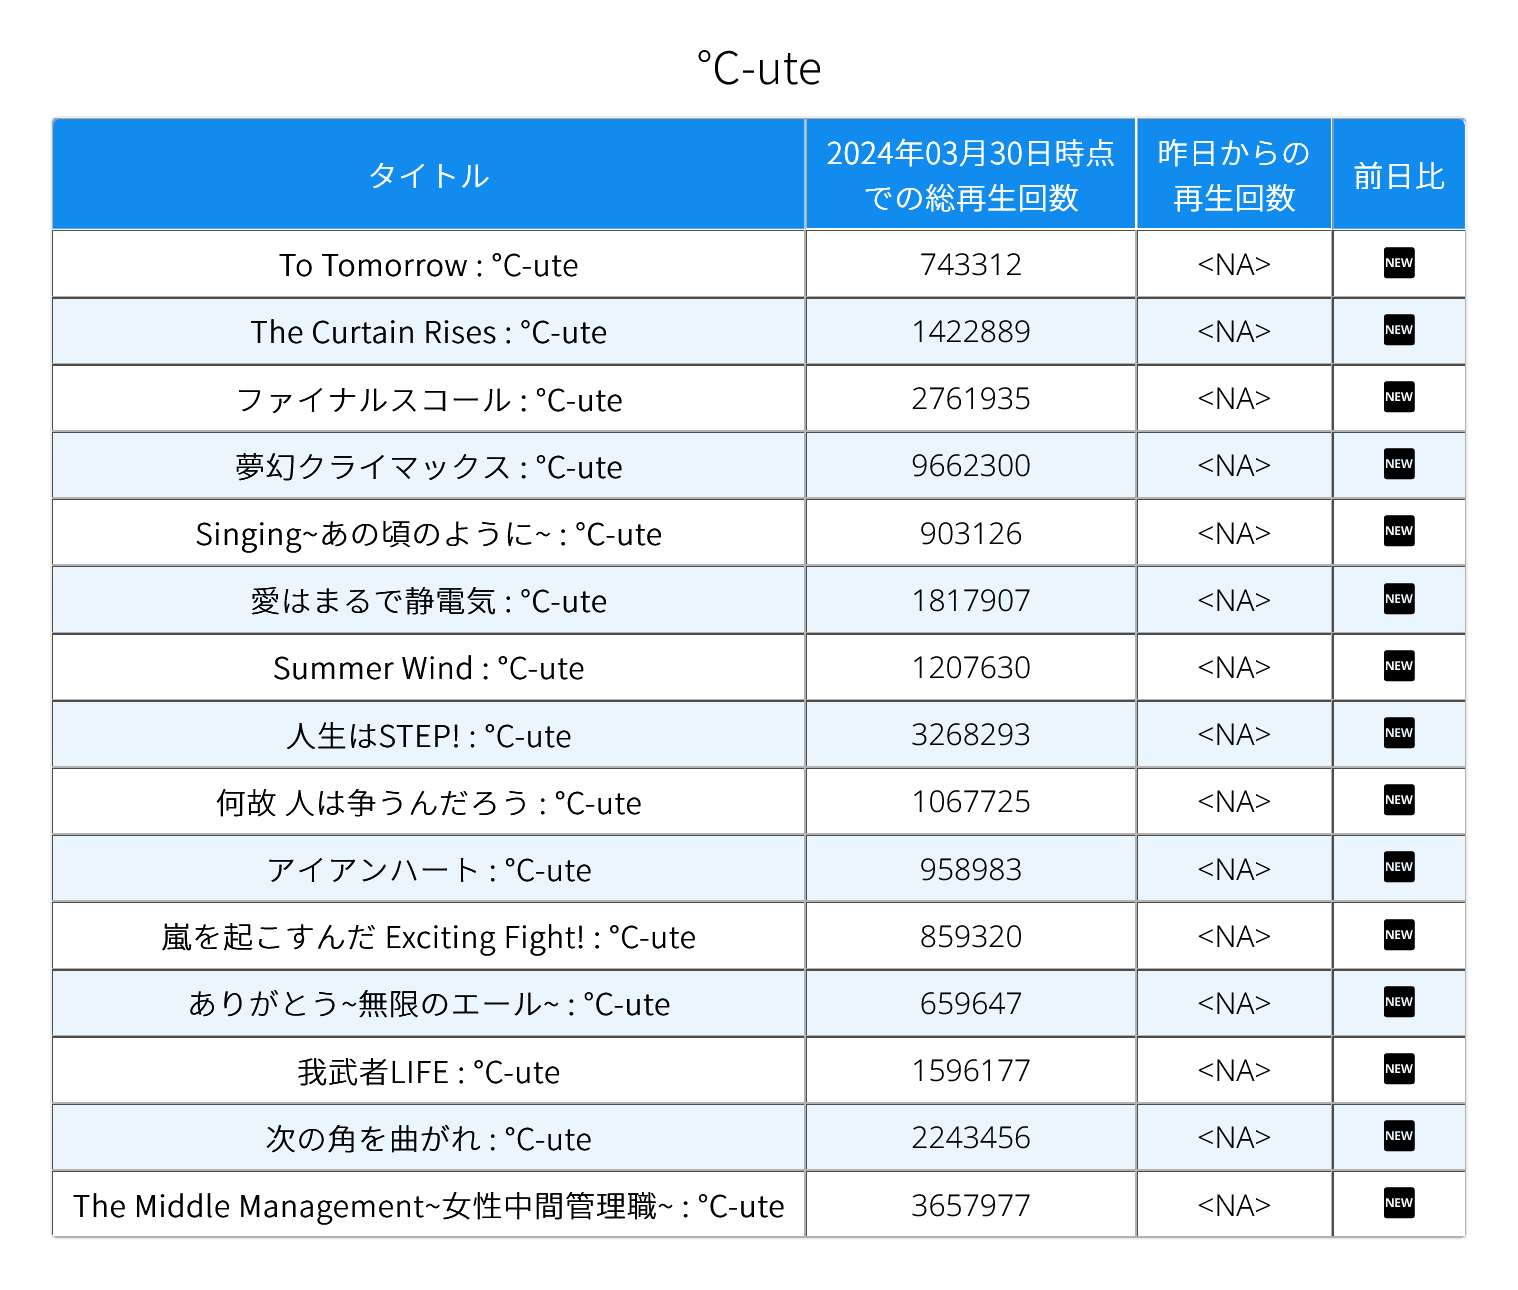 °C-ute
タイトル
2024年03月30日時点
での総再生回数
昨日からの
再生回数
前日比
To Tomorrow : °C-ute 743312 <NA> NEW
The Curtain Rises : °C-ute 1422889 <NA> NEW
ファイナルスコール : °C-ute 2761935 <NA> NEW
夢幻クライマックス : °C-ute 9662300 <NA> NEW
Singing~あの頃のように~ : °C-ute 903126 <NA> NEW
愛はまるで静電気 : °C-ute 1817907 <NA> NEW
Summer Wind : °C-ute 1207630 <NA> NEW
人生はSTEP! : °C-ute 3268293 <NA> NEW
何故 人は争うんだろう : °C-ute 1067725 <NA> NEW
アイアンハート : °C-ute 958983 <NA> NEW
嵐を起こすんだ Exciting Fight! : °C-ute 859320 <NA> NEW
ありがとう~無限のエール~ : °C-ute 659647 <NA> NEW
我武者LIFE : °C-ute 1596177 <NA> NEW
次の角を曲がれ : °C-ute 2243456 <NA> NEW
The Middle Management~女性中間管理職~ : °C-ute 3657977 <NA> NEW